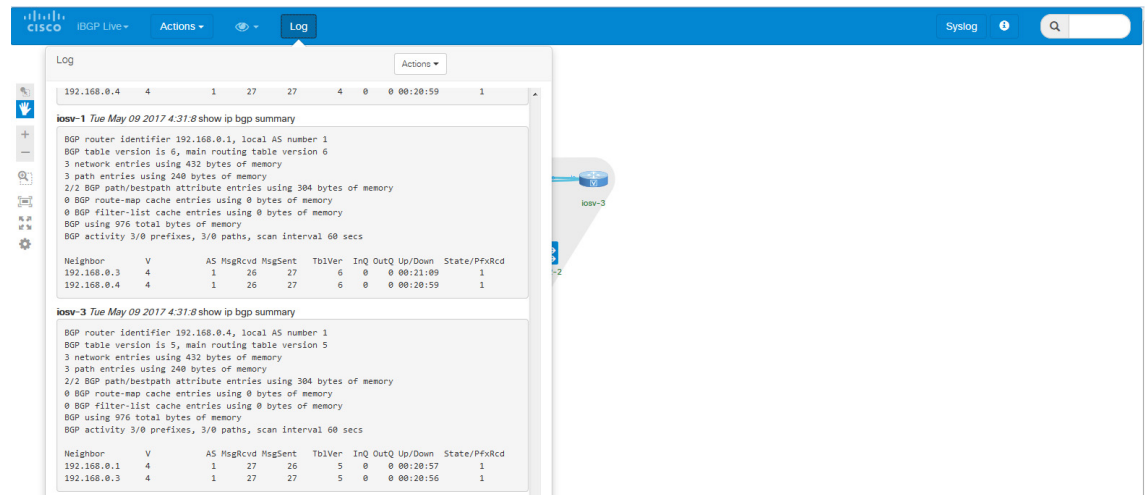 CISCO iBGP Live Actions Log Syslog
Log Actions
192.168.0.4 4 1 27 27 4 0 0 00:20:59 1
iosv-1 Tue May 09 2017 4:31:8 show ip bgp summary
BGP router identifier 192.168.0.1, local AS number 1
BGP table version is 6, main routing table version 6
3 network entries using 432 bytes of memory
3 path entries using 240 bytes of memory
2/2 BGP path/bestpath attribute entries using 304 bytes of memory
0 BGP route-map cache entries using 0 bytes of memory
0 BGP filter-list cache entries using 0 bytes of memory
BGP using 976 total bytes of memory
BGP activity 3/0 prefixes, 3/0 paths, scan interval 60 secs
Neighbor V AS MsgRcvd MsgSent TblVer InQ OutQ Up/Down State/PfxRcd
192.168.0.3 4 1 26 27 6 0 0 00:21:09 1
192.168.0.4 4 1 26 27 6 0 0 00:20:59 1
iosv-3 Tue May 09 2017 4:31:8 show ip bgp summary
BGP router identifier 192.168.0.4, local AS number 1
BGP table version is 5, main routing table version 5
3 network entries using 432 bytes of memory
3 path entries using 240 bytes of memory
2/2 BGP path/bestpath attribute entries using 304 bytes of memory
0 BGP route-map cache entries using 0 bytes of memory
0 BGP filter-list cache entries using 0 bytes of memory
BGP using 976 total bytes of memory
BGP activity 3/0 prefixes, 3/0 paths, scan interval 60 secs
Neighbor V AS MsgRcvd MsgSent TblVer InQ OutQ Up/Down State/PfxRcd
192.168.0.1 4 1 27 26 5 0 0 00:20:57 1
192.168.0.3 4 1 27 27 5 0 0 00:20:56 1
iosv-3
-2